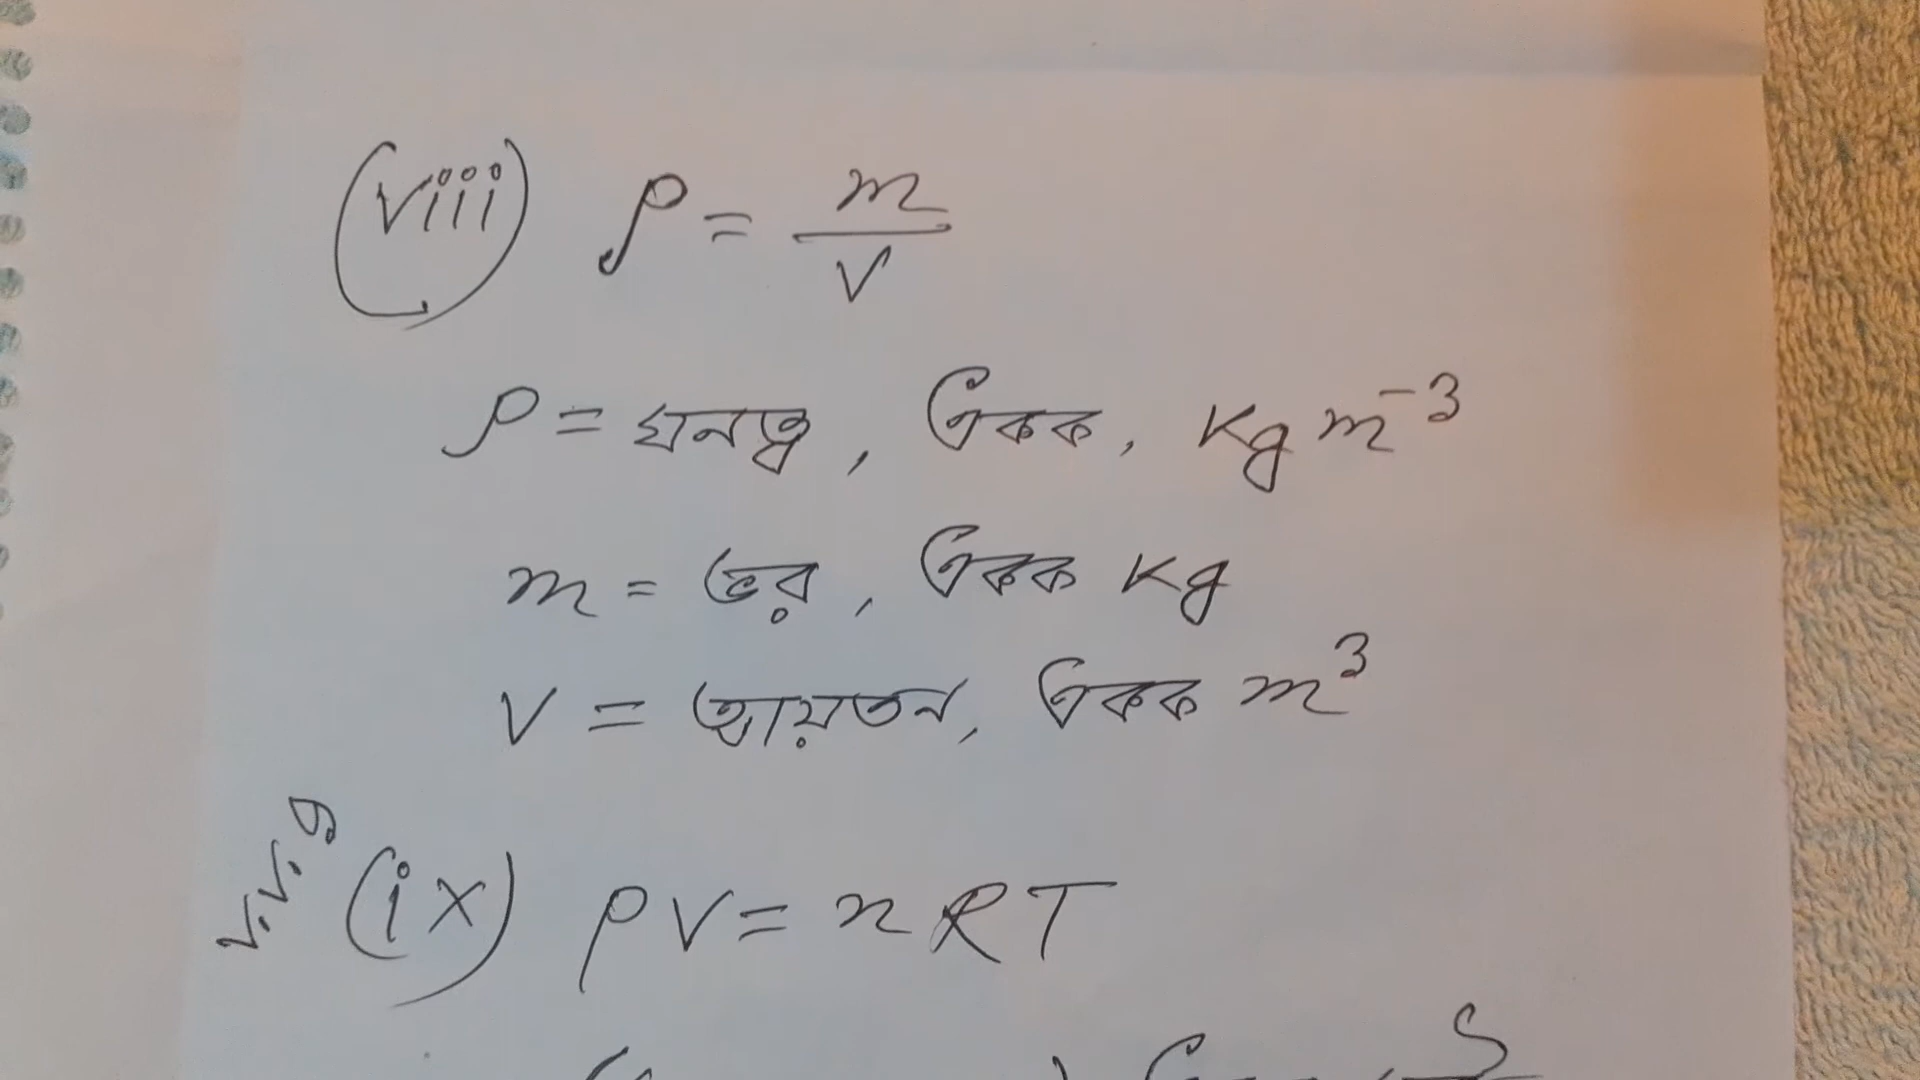 (viii) ρ = m/V
ρ = ঘনত্ব, একক, kg m⁻³
m = ভর, একক kg
V = আয়তন, একক m³
v.v.g (ix) PV = nRT